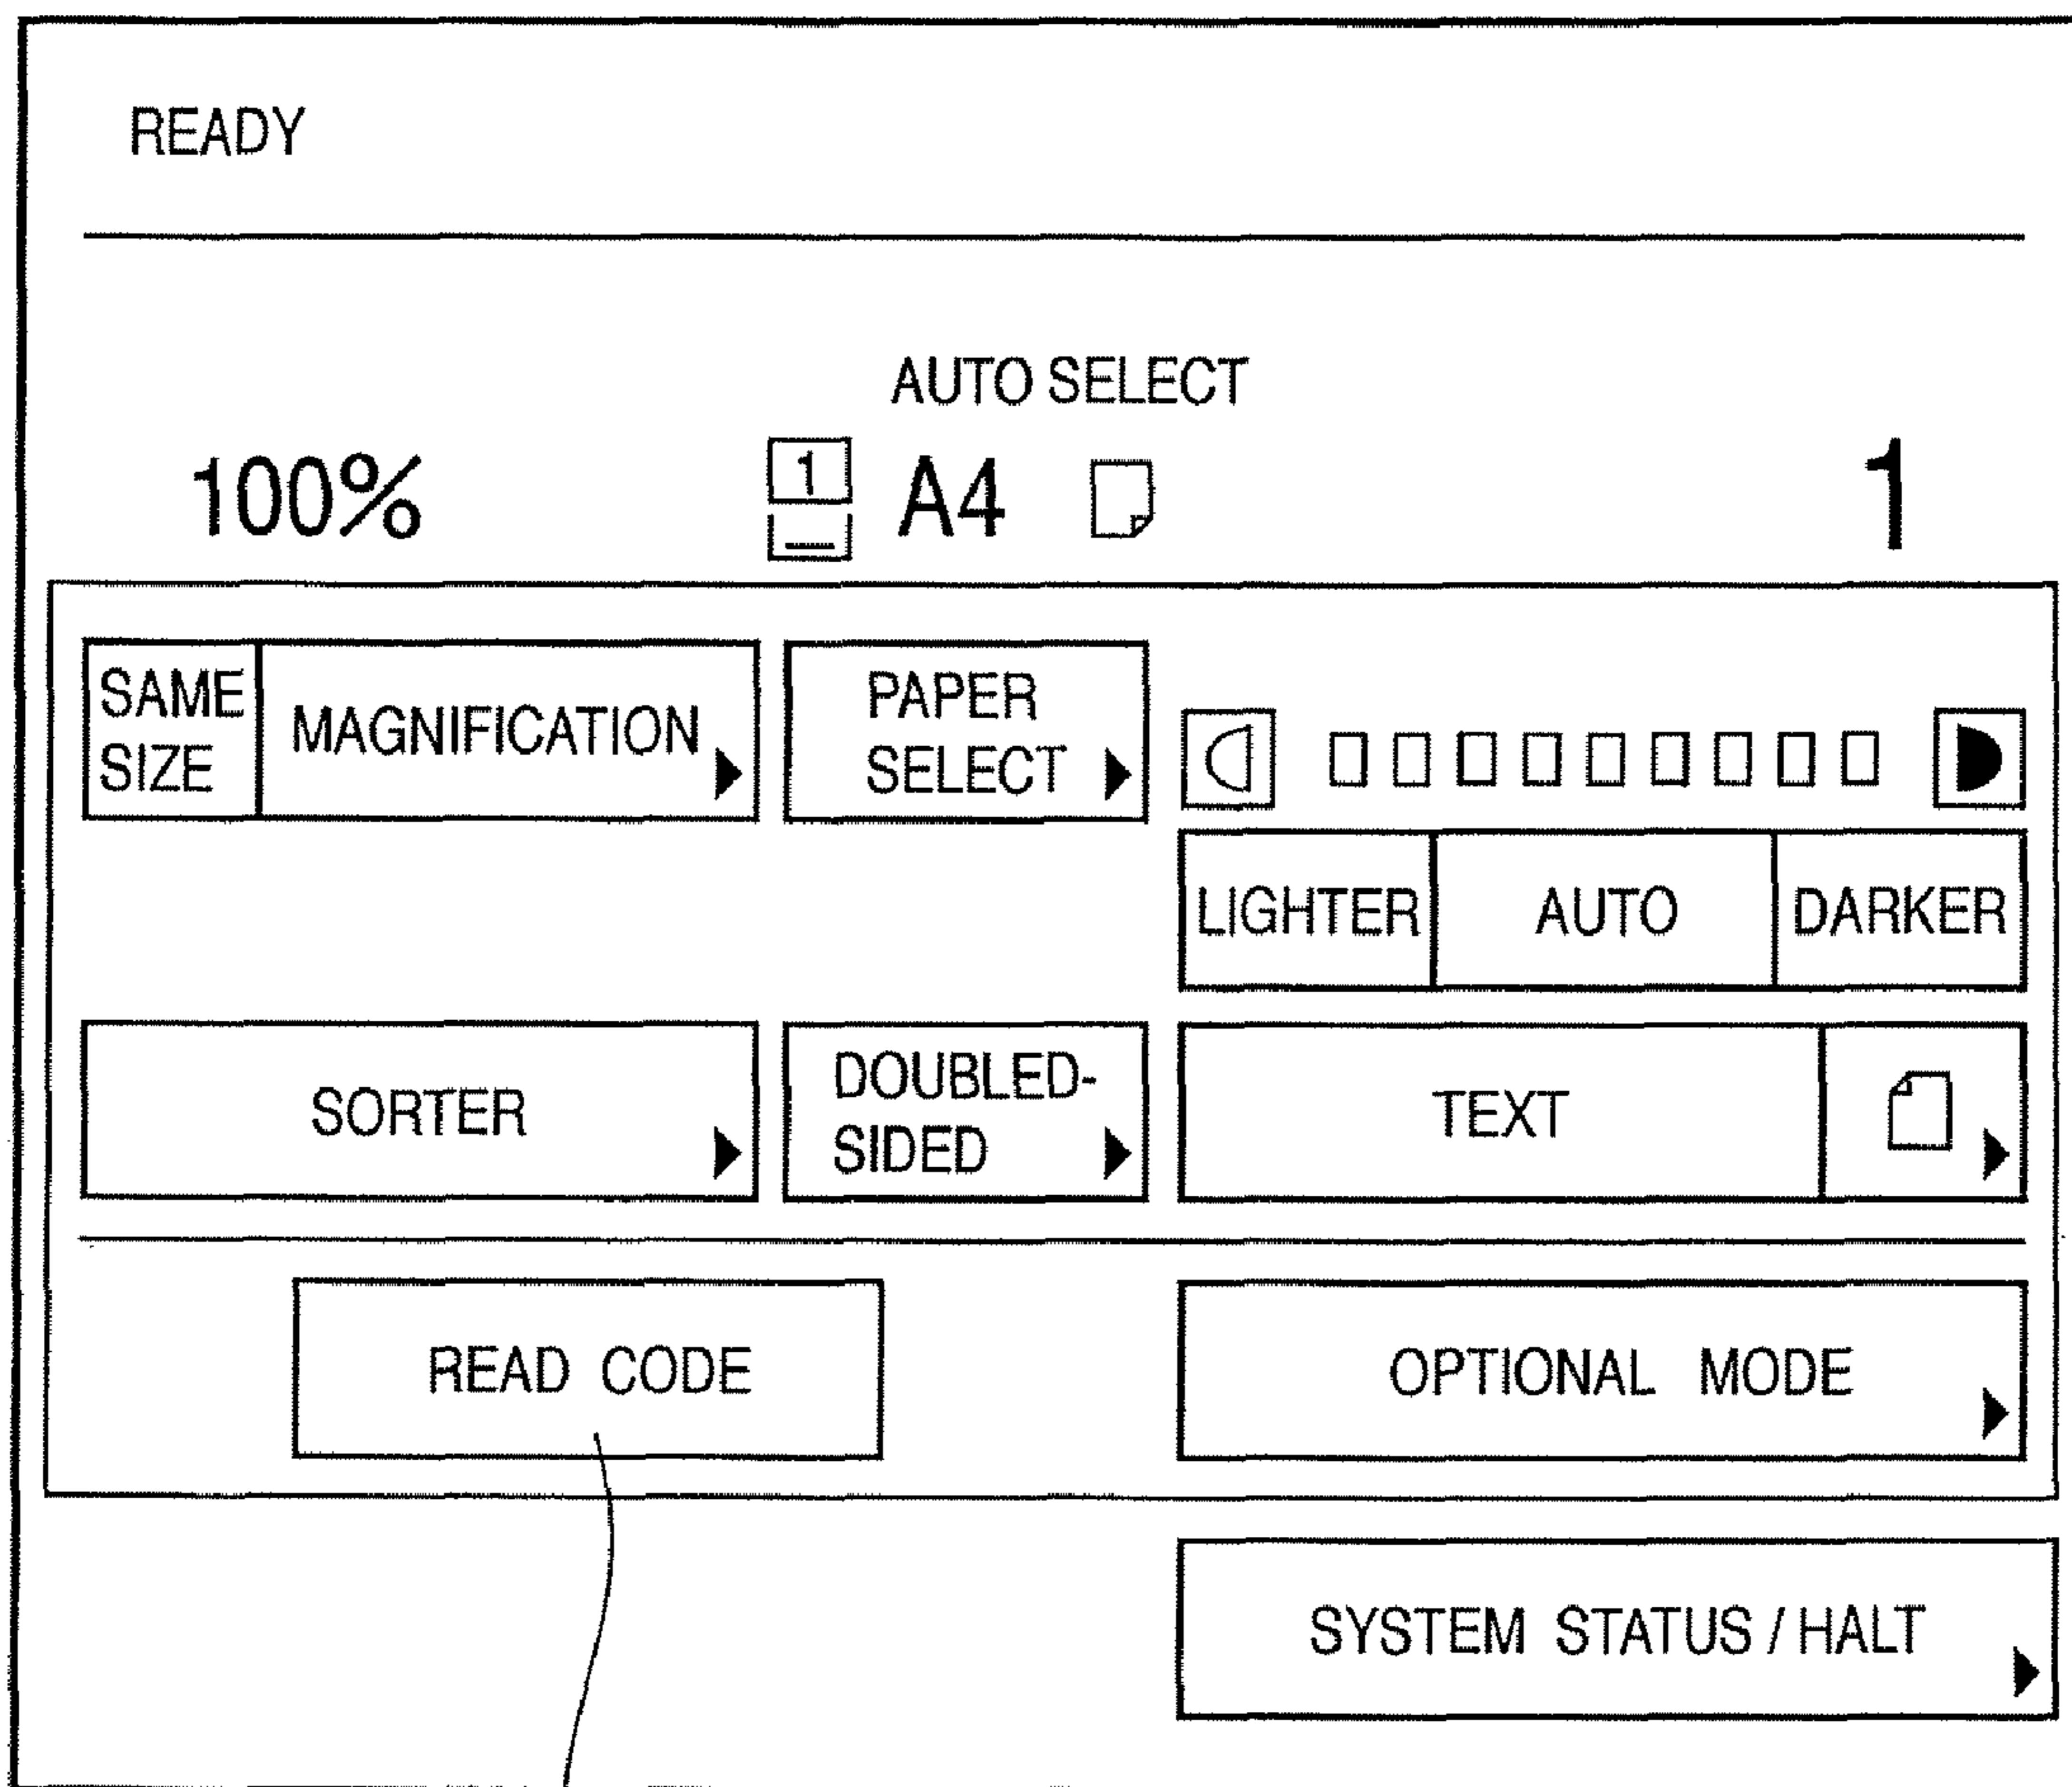 READY
AUTO SELECT
100% 1 A4 1
SAME
SIZE
MAGNIFICATION
PAPER
SELECT
LIGHTER AUTO DARKER
SORTER
DOUBLED-
SIDED
TEXT
READ CODE
OPTIONAL MODE
SYSTEM STATUS / HALT